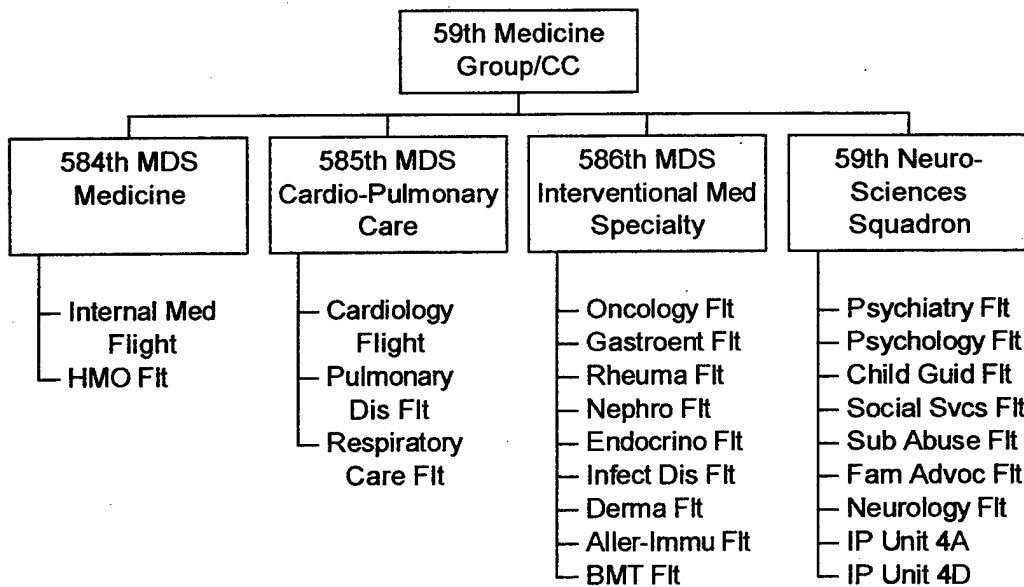 59th Medicine
Group/CC
584th MDS
Medicine
585th MDS
Cardio-Pulmonary
Care
586th MDS
Interventional Med
Specialty
59th Neuro-
Sciences
Squadron
Internal Med
Flight
HMO Flt
Cardiology
Flight
Pulmonary
Dis Flt
Respiratory
Care Flt
Oncology Flt
Gastroent Flt
Rheuma Flt
Nephro Flt
Endocrino Flt
Infect Dis Flt
Derma Flt
Aller-Immu Flt
BMT Flt
Psychiatry Flt
Psychology Flt
Child Guid Flt
Social Svcs Flt
Sub Abuse Flt
Fam Advoc Flt
Neurology Flt
IP Unit 4A
IP Unit 4D